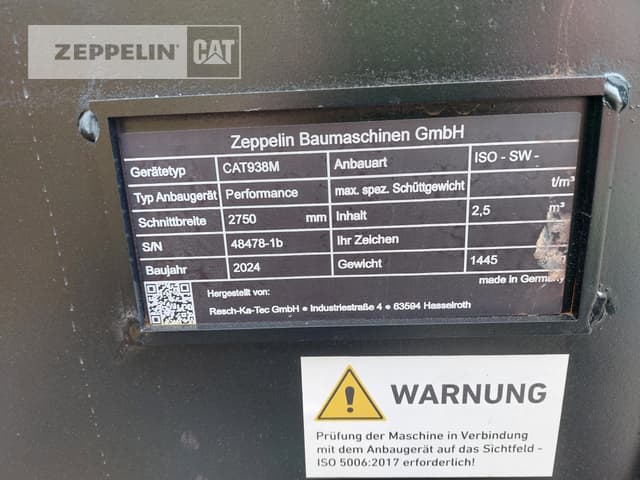 ZEPPELIN CAT
Zeppelin Baumaschinen GmbH
Gerätetyp CAT938M Anbauart ISO - SW -
Typ Anbaugerät Performance max. spez. Schüttgewicht t/m³
Schnittbreite 2750 mm Inhalt 2,5 m³
S/N 48478-1b Ihr Zeichen
Baujahr 2024 Gewicht 1445
made in Germany
Hergestellt von:
Resch-Ka-Tec GmbH • Industriestraße 4 • 63594 Hasselroth
WARNUNG
Prüfung der Maschine in Verbindung
mit dem Anbaugerät auf das Sichtfeld -
ISO 5006:2017 erforderlich!